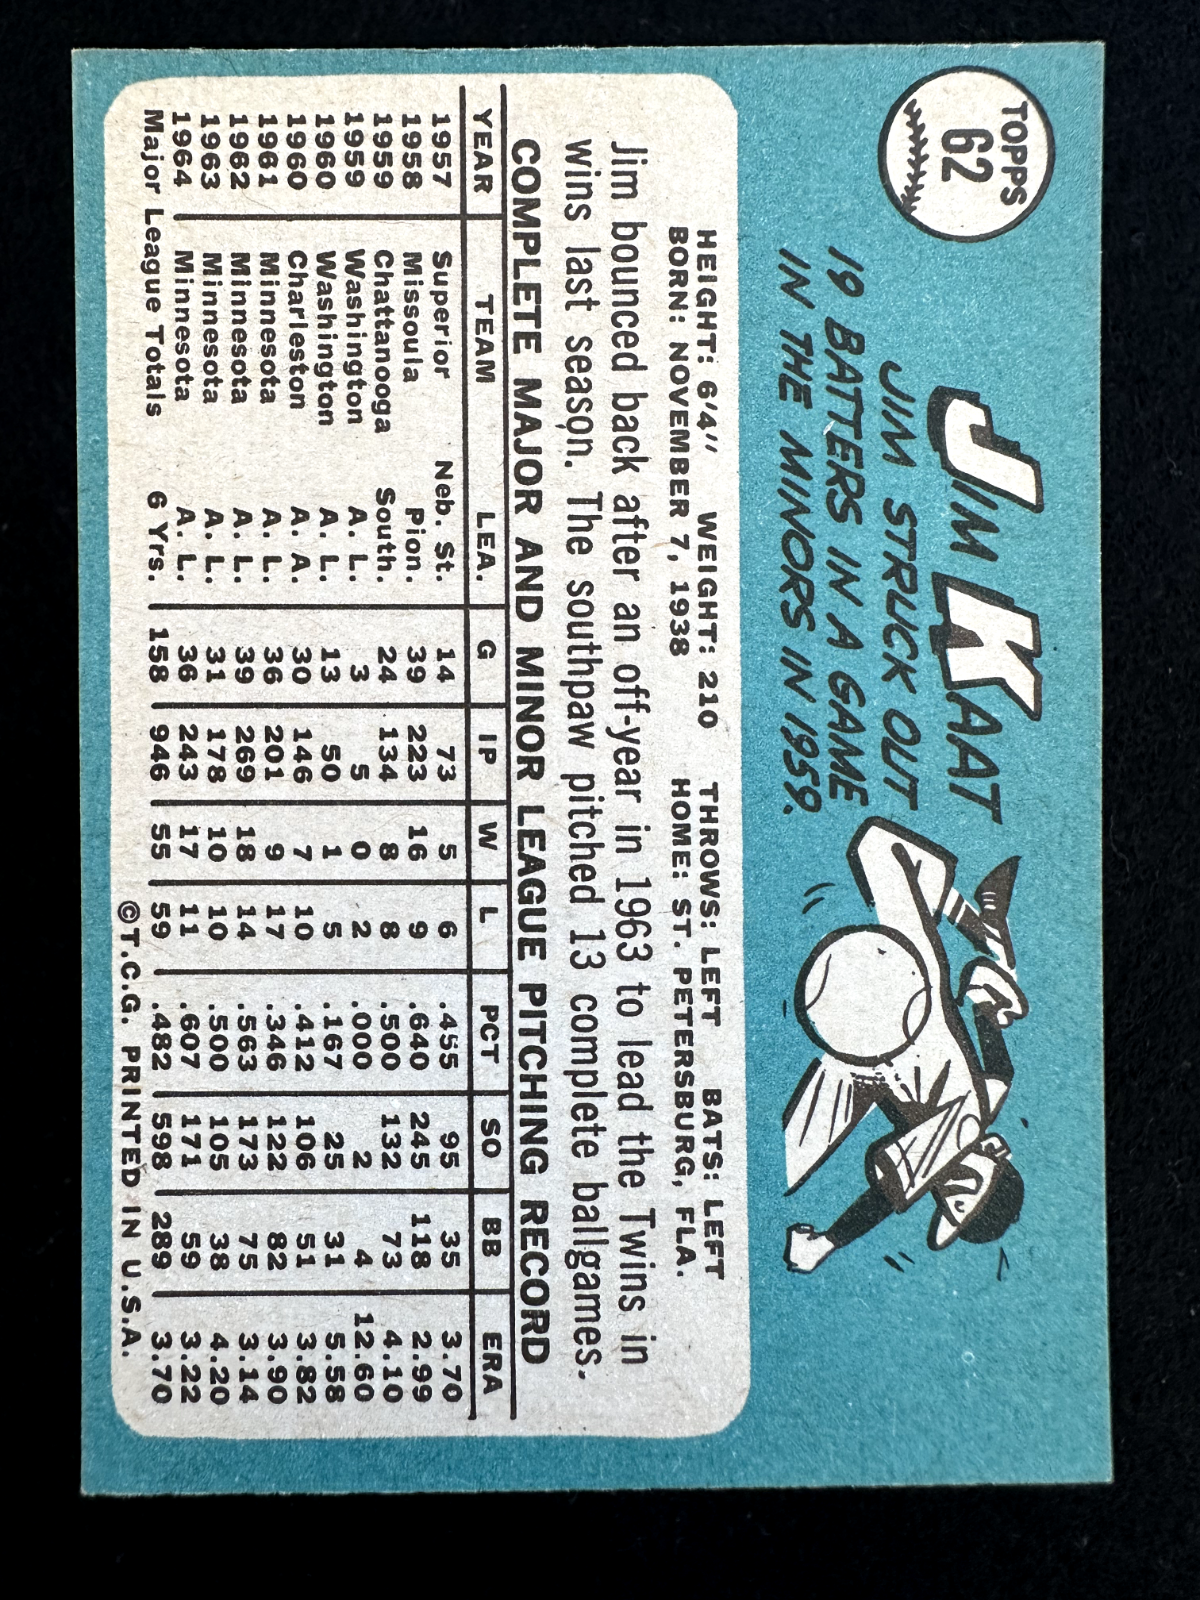 TOPPS
62
JIM KAAT
JIM STRUCK OUT
19 BATTERS IN A GAME
IN THE MINORS IN 1959.
HEIGHT: 6'4" WEIGHT: 210 THROWS: LEFT BATS: LEFT
BORN: NOVEMBER 7, 1938 HOME: ST. PETERSBURG, FLA.
Jim bounced back after an off-year in 1963 to lead the Twins in
wins last season. The southpaw pitched 13 complete ballgames.
COMPLETE MAJOR AND MINOR LEAGUE PITCHING RECORD
YEAR TEAM LEA. G IP W L PCT SO BB ERA
1957 Superior Neb. St. 14 73 5 6 .455 95 35 3.70
1958 Missoula Pion. 39 223 16 9 .640 245 118 2.99
1959 Chattanooga South. 24 134 8 8 .500 132 73 4.10
1959 Washington A. L. 3 5 0 2 .000 2 4 12.60
1960 Washington A. L. 13 50 1 5 .167 25 31 5.58
1960 Charleston A. A. 30 146 7 10 .412 106 51 3.82
1961 Minnesota A. L. 36 201 9 17 .346 122 82 3.90
1962 Minnesota A. L. 39 269 18 14 .563 173 75 3.14
1963 Minnesota A. L. 31 178 10 10 .500 105 38 4.20
1964 Minnesota A. L. 36 243 17 11 .607 171 59 3.22
Major League Totals 6 Yrs. 158 946 55 59 .482 598 289 3.70
©T.C.G. PRINTED IN U.S.A.